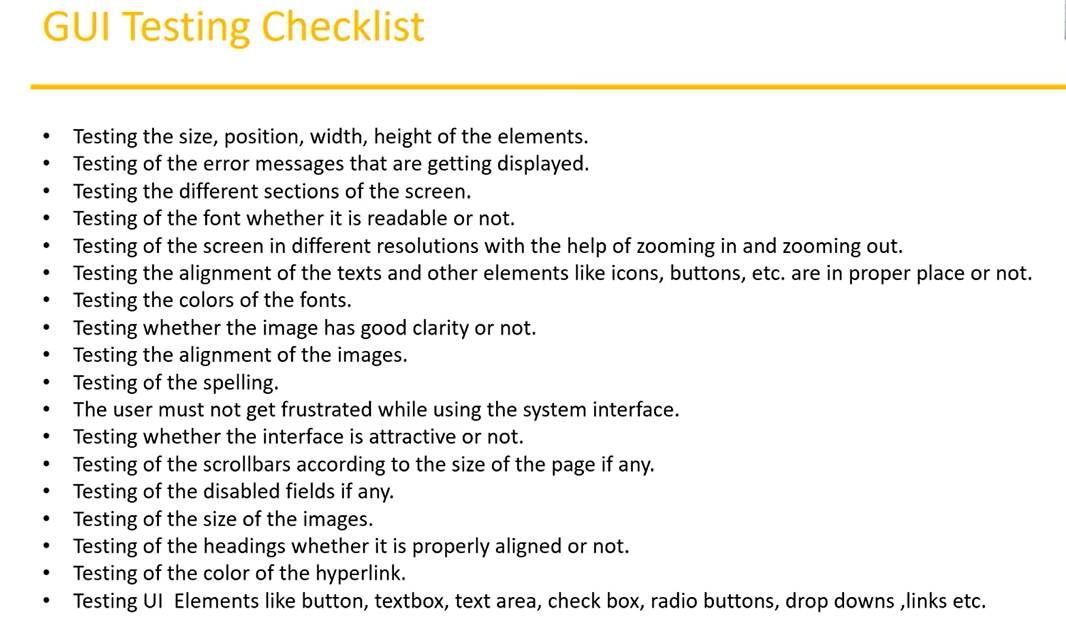 GUI Testing Checklist
• Testing the size, position, width, height of the elements.
• Testing of the error messages that are getting displayed.
• Testing the different sections of the screen.
• Testing of the font whether it is readable or not.
• Testing of the screen in different resolutions with the help of zooming in and zooming out.
• Testing the alignment of the texts and other elements like icons, buttons, etc. are in proper place or not.
• Testing the colors of the fonts.
• Testing whether the image has good clarity or not.
• Testing the alignment of the images.
• Testing of the spelling.
• The user must not get frustrated while using the system interface.
• Testing whether the interface is attractive or not.
• Testing of the scrollbars according to the size of the page if any.
• Testing of the disabled fields if any.
• Testing of the size of the images.
• Testing of the headings whether it is properly aligned or not.
• Testing of the color of the hyperlink.
• Testing UI  Elements like button, textbox, text area, check box, radio buttons, drop downs ,links etc.